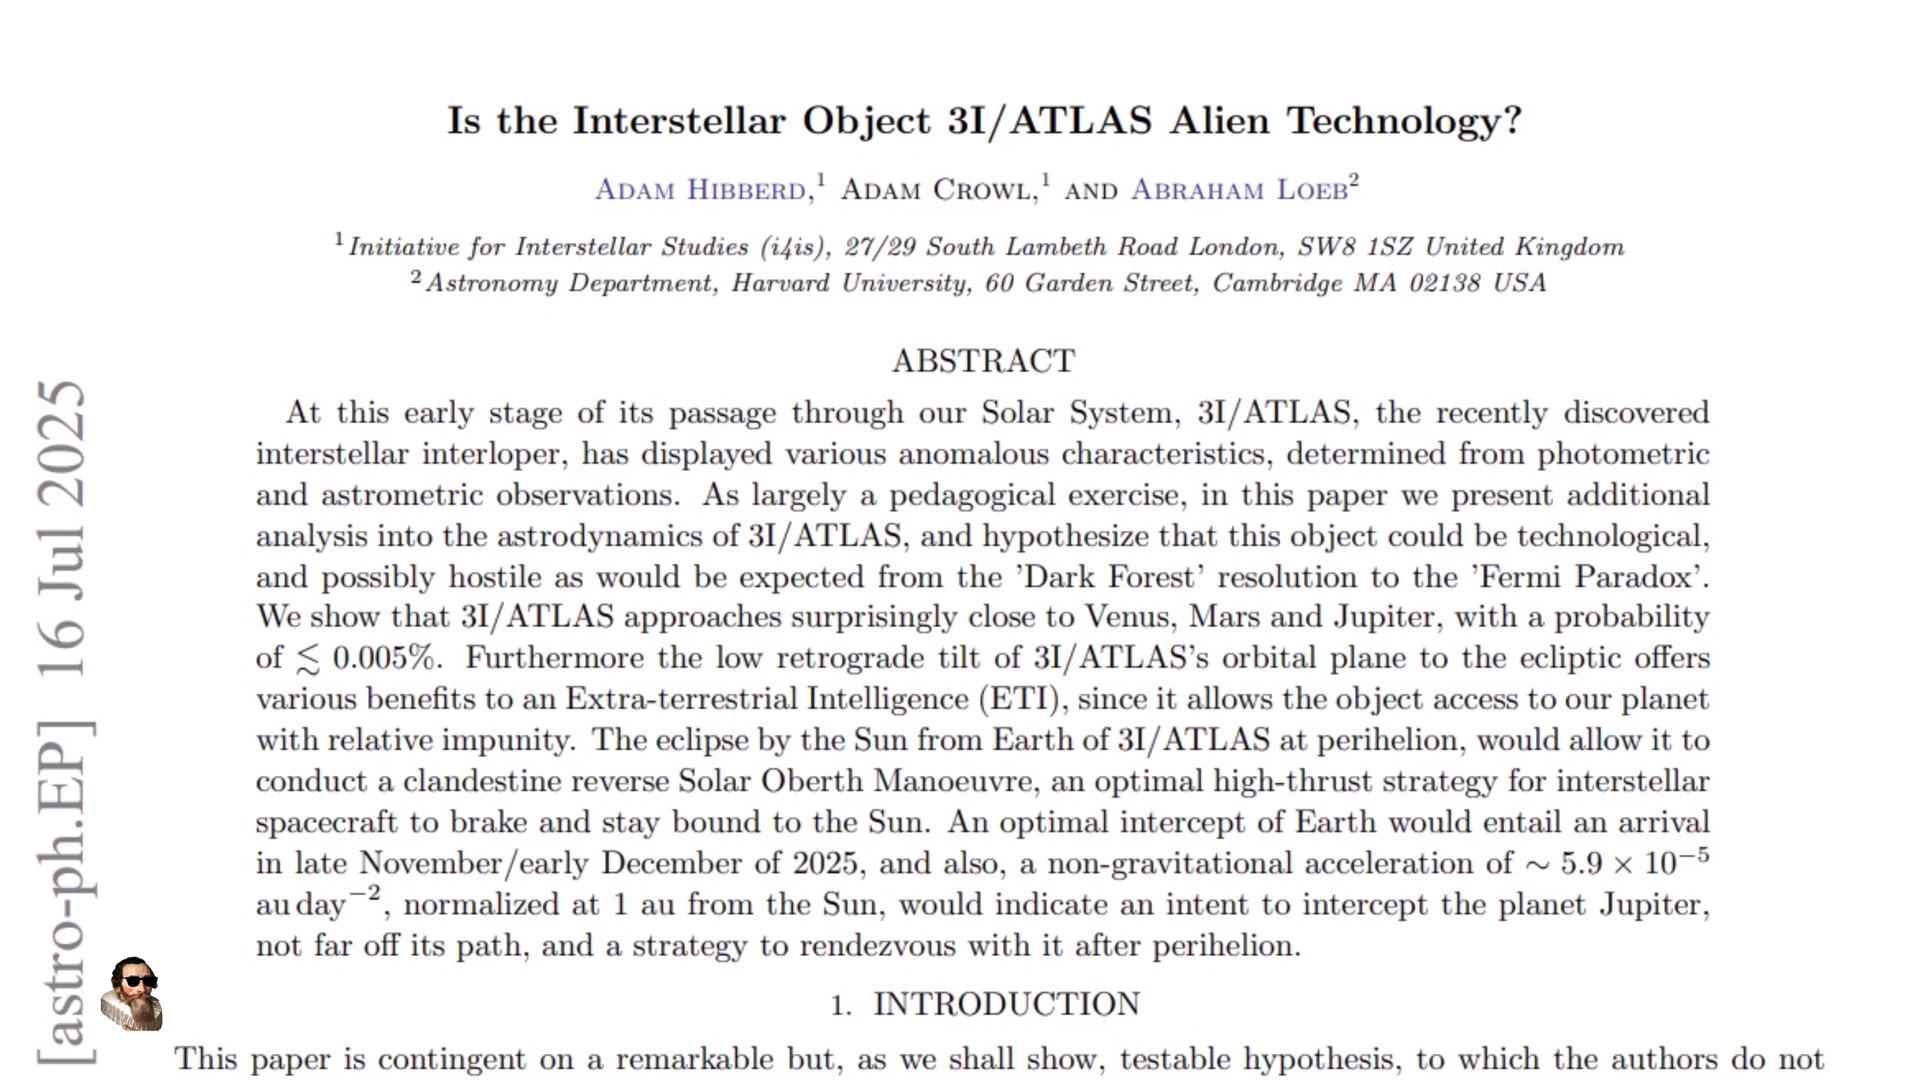 Is the Interstellar Object 3I/ATLAS Alien Technology?
Adam Hibberd,1 Adam Crowl,1 and Abraham Loeb2
1 Initiative for Interstellar Studies (i4is), 27/29 South Lambeth Road London, SW8 1SZ United Kingdom
2 Astronomy Department, Harvard University, 60 Garden Street, Cambridge MA 02138 USA
ABSTRACT
At this early stage of its passage through our Solar System, 3I/ATLAS, the recently discovered
interstellar interloper, has displayed various anomalous characteristics, determined from photometric
and astrometric observations. As largely a pedagogical exercise, in this paper we present additional
analysis into the astrodynamics of 3I/ATLAS, and hypothesize that this object could be technological,
and possibly hostile as would be expected from the 'Dark Forest' resolution to the 'Fermi Paradox'.
We show that 3I/ATLAS approaches surprisingly close to Venus, Mars and Jupiter, with a probability
of ≲ 0.005%. Furthermore the low retrograde tilt of 3I/ATLAS's orbital plane to the ecliptic offers
various benefits to an Extra-terrestrial Intelligence (ETI), since it allows the object access to our planet
with relative impunity. The eclipse by the Sun from Earth of 3I/ATLAS at perihelion, would allow it to
conduct a clandestine reverse Solar Oberth Manoeuvre, an optimal high-thrust strategy for interstellar
spacecraft to brake and stay bound to the Sun. An optimal intercept of Earth would entail an arrival
in late November/early December of 2025, and also, a non-gravitational acceleration of ∼ 5.9 × 10−5
au day−2, normalized at 1 au from the Sun, would indicate an intent to intercept the planet Jupiter,
not far off its path, and a strategy to rendezvous with it after perihelion.
1. INTRODUCTION
This paper is contingent on a remarkable but, as we shall show, testable hypothesis, to which the authors do not
[astro-ph.EP] 16 Jul 2025